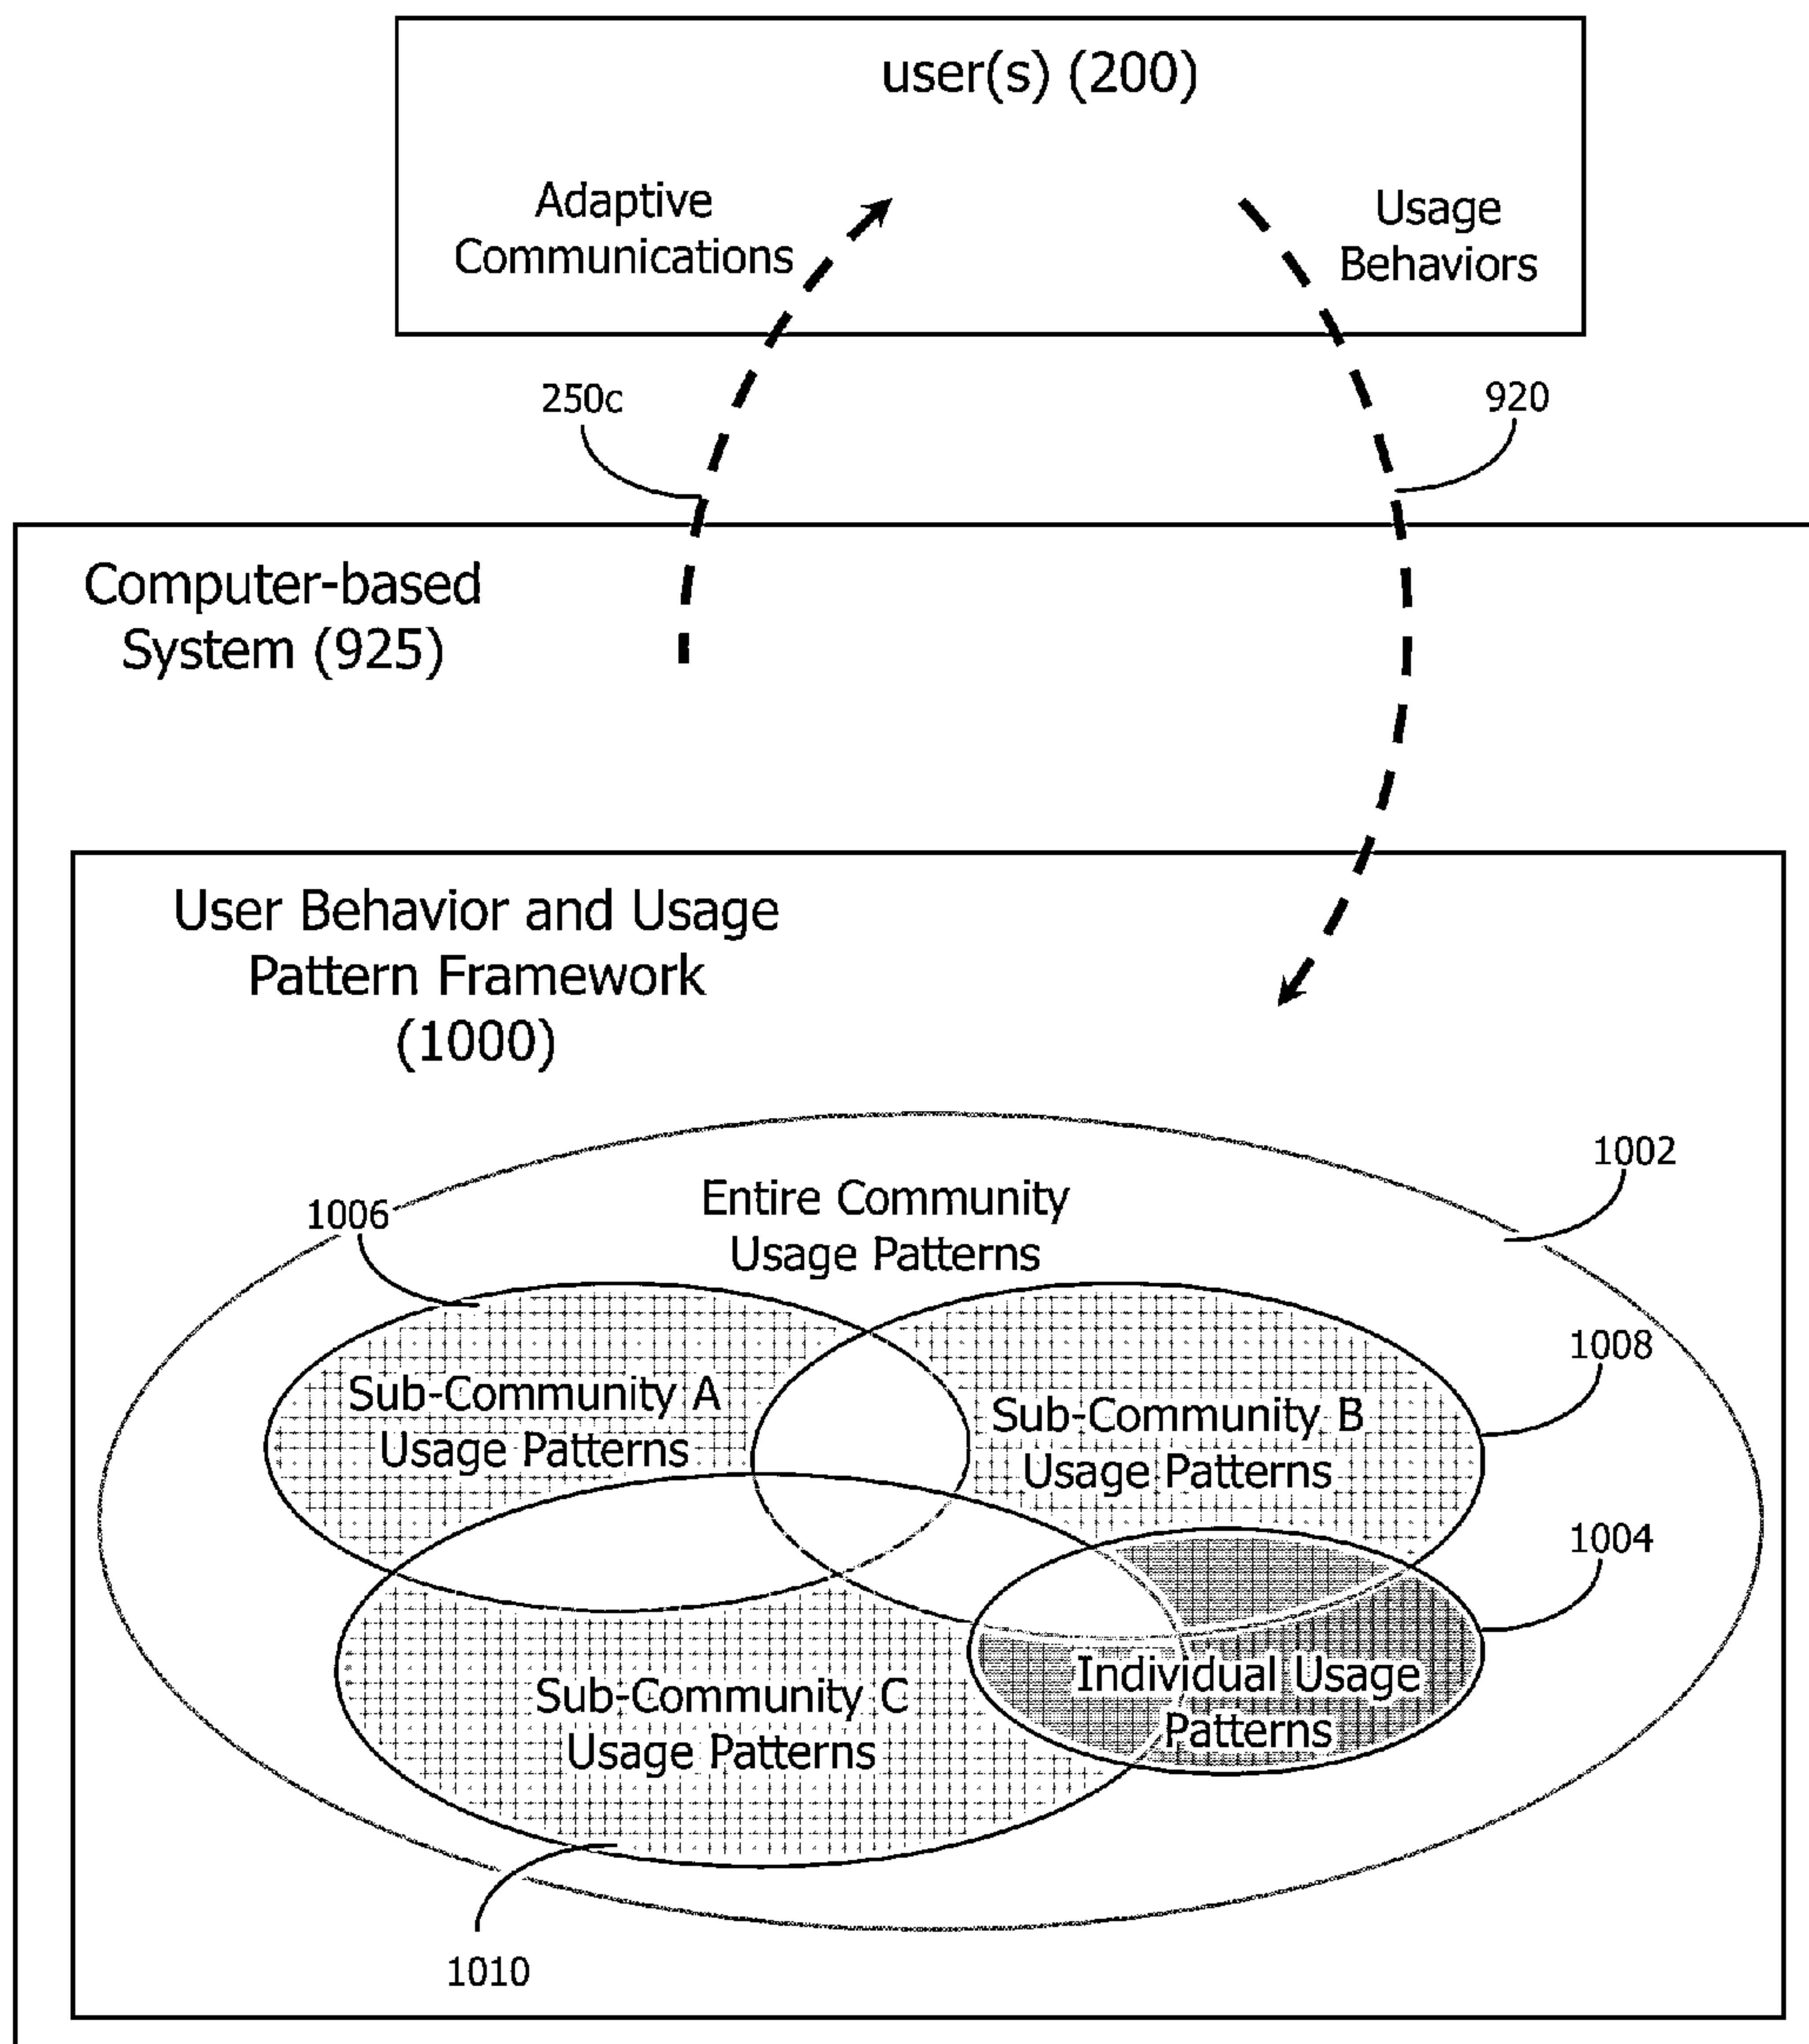 user(s) (200)
Adaptive
Communications
Usage
Behaviors
250c
920
Computer-based
System (925)
User Behavior and Usage
Pattern Framework
(1000)
1002
Entire Community
Usage Patterns
1006
1008
Sub-Community A
Usage Patterns
Sub-Community B
Usage Patterns
1004
Individual Usage
Patterns
Sub-Community C
Usage Patterns
1010